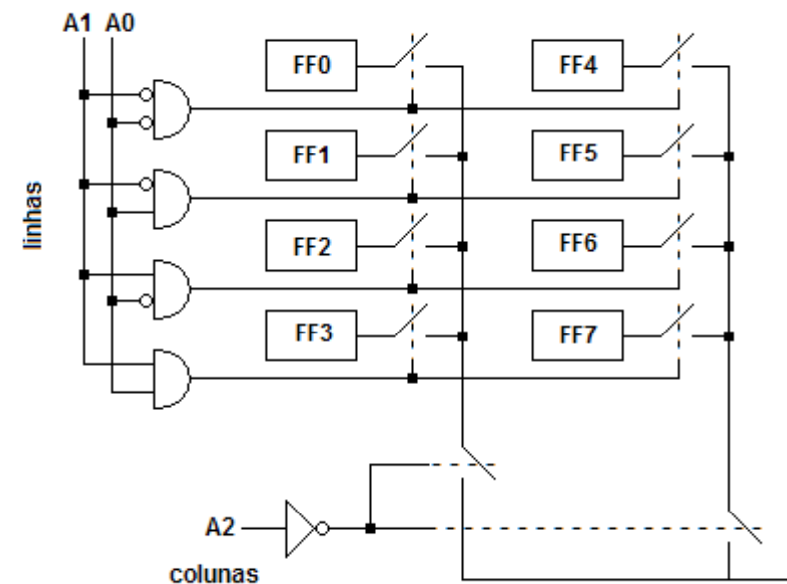 A1 A0
FF0 FF4
FF1 FF5
linhas
FF2 FF6
FF3 FF7
A2
colunas